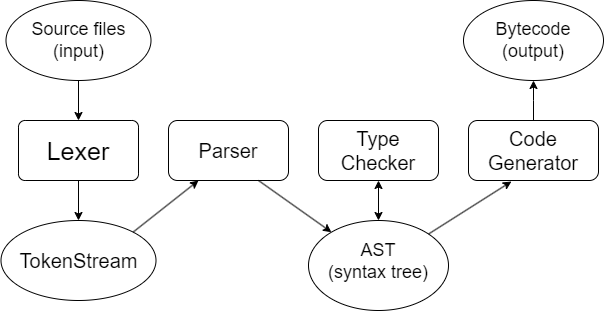 Source files
(input)
Bytecode
(output)
Lexer
Parser
Type
Checker
Code
Generator
TokenStream
AST
(syntax tree)